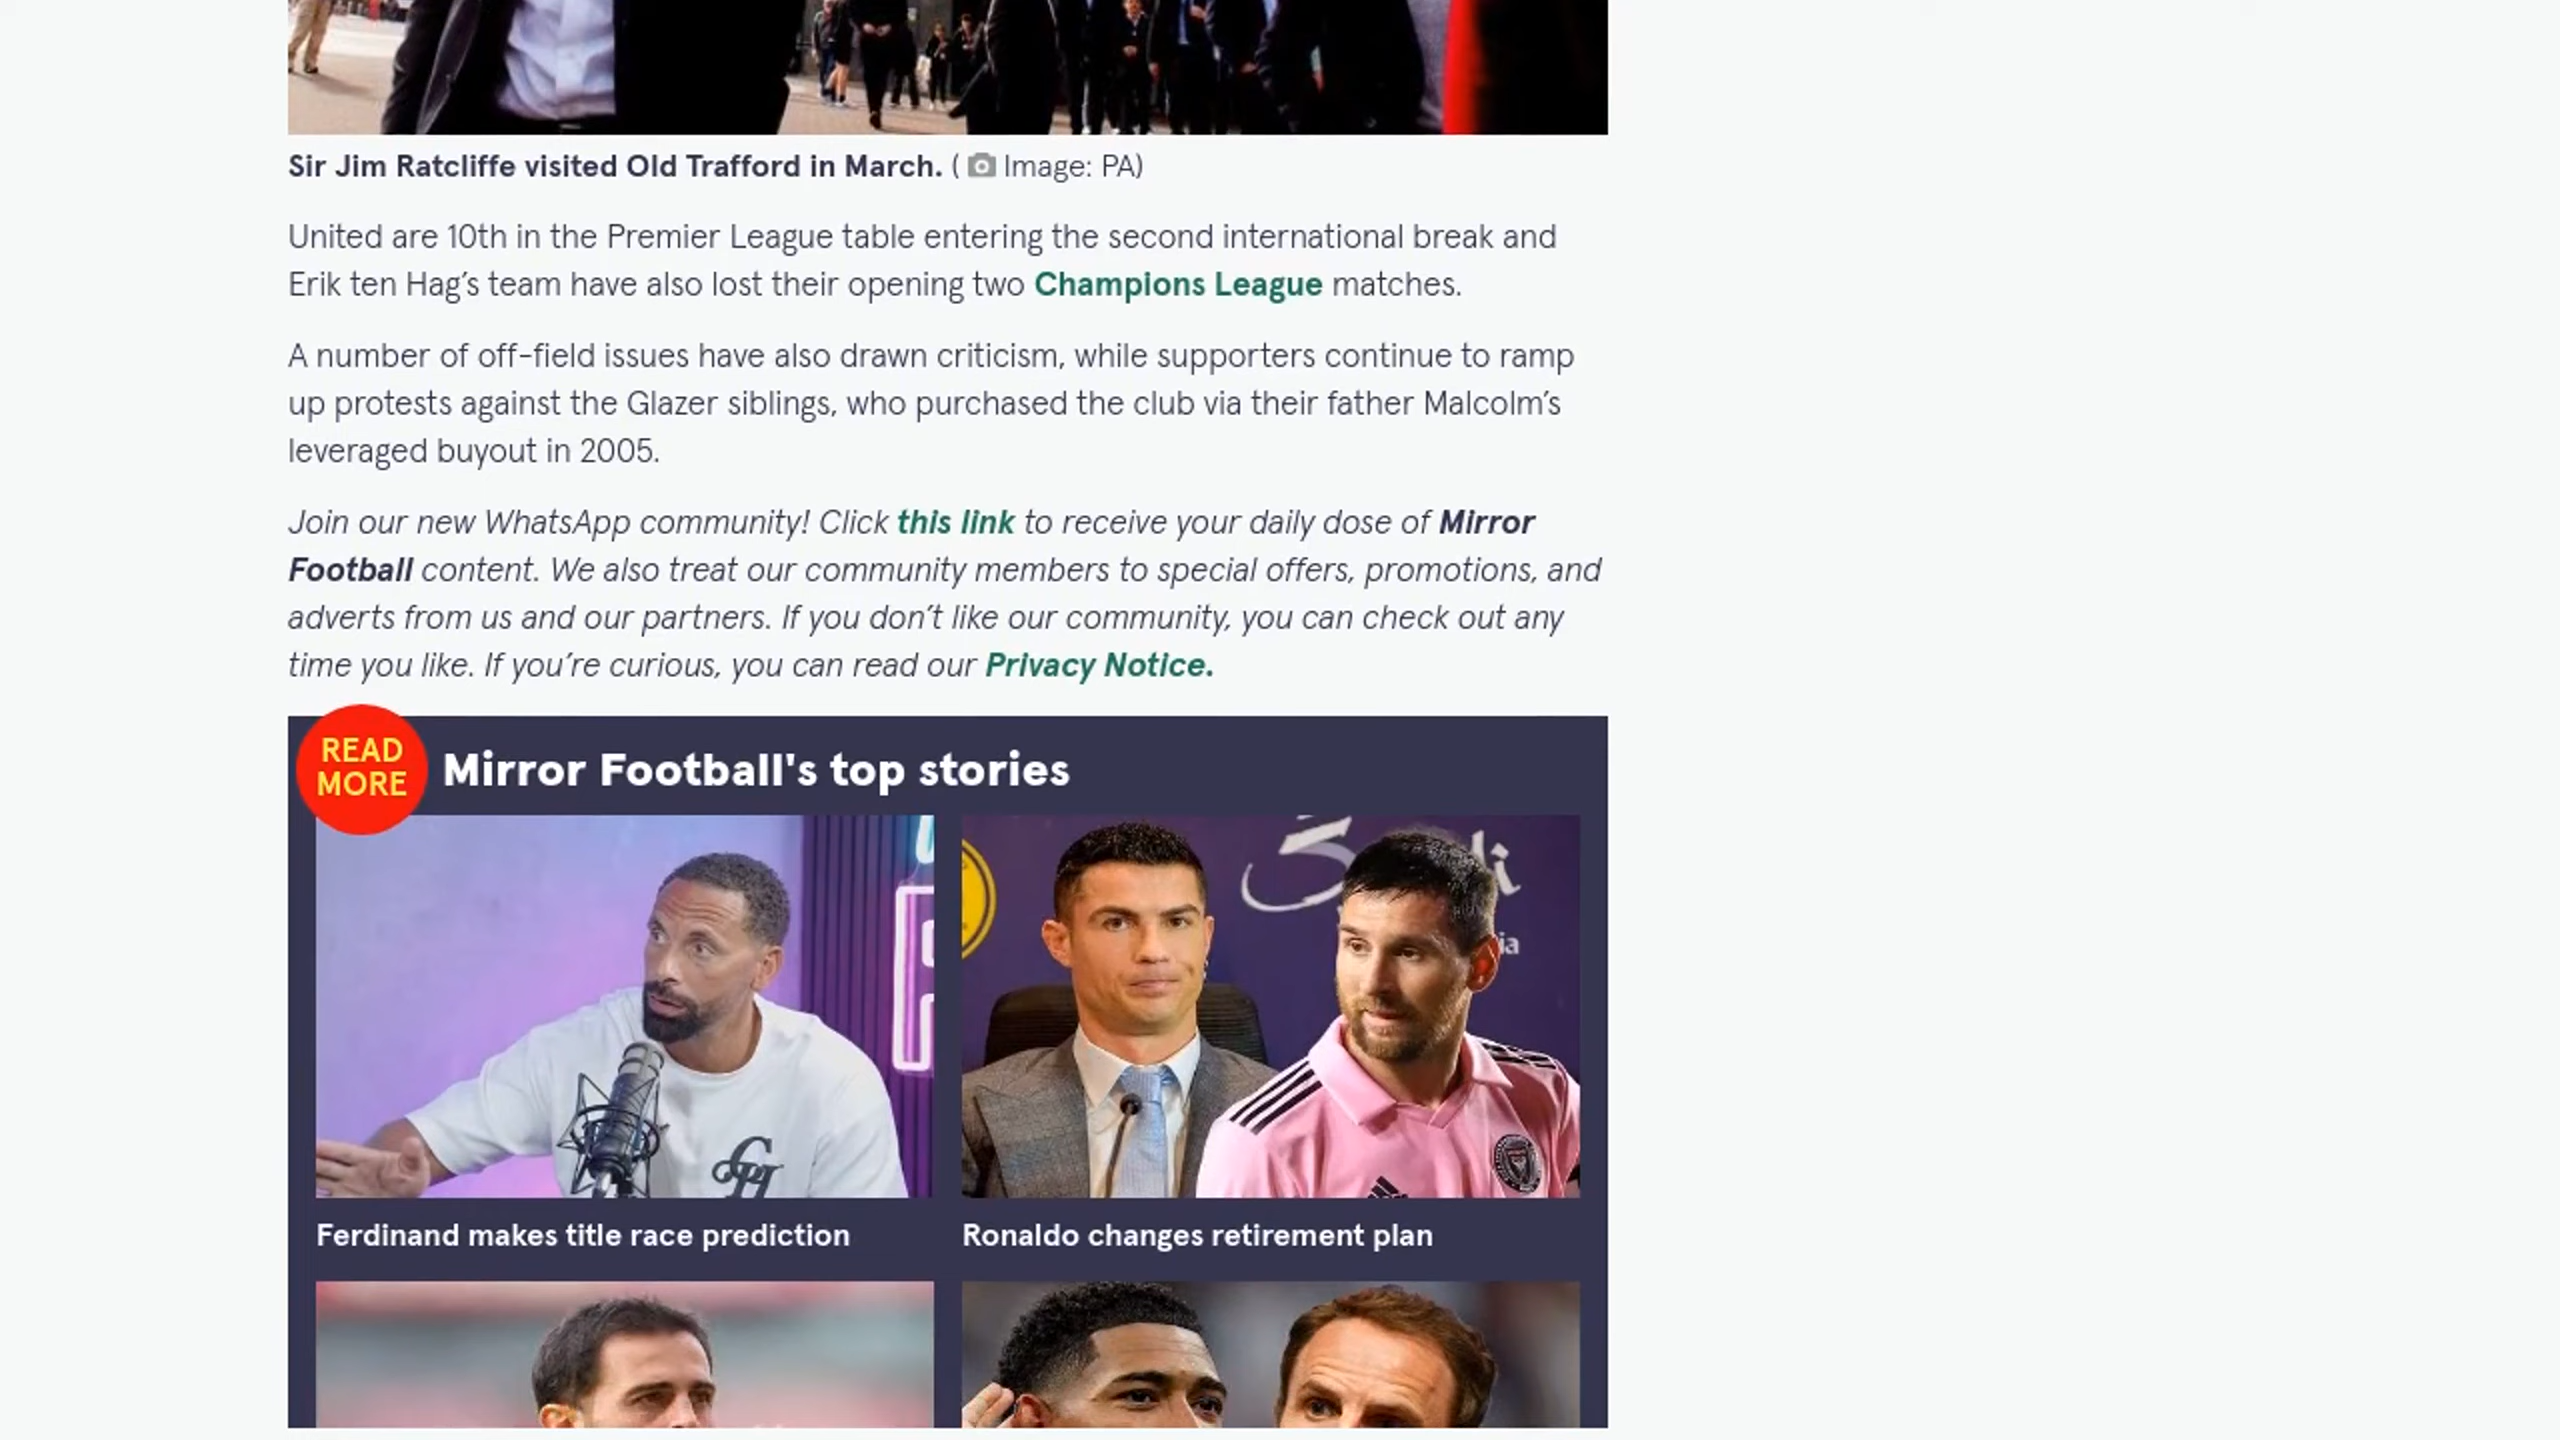 Sir Jim Ratcliffe visited Old Trafford in March. ( Image: PA)
United are 10th in the Premier League table entering the second international break and
Erik ten Hag’s team have also lost their opening two Champions League matches.
A number of off-field issues have also drawn criticism, while supporters continue to ramp
up protests against the Glazer siblings, who purchased the club via their father Malcolm’s
leveraged buyout in 2005.
Join our new WhatsApp community! Click this link to receive your daily dose of Mirror
Football content. We also treat our community members to special offers, promotions, and
adverts from us and our partners. If you don’t like our community, you can check out any
time you like. If you’re curious, you can read our Privacy Notice.
READ
MORE
Mirror Football's top stories
Ferdinand makes title race prediction
Ronaldo changes retirement plan